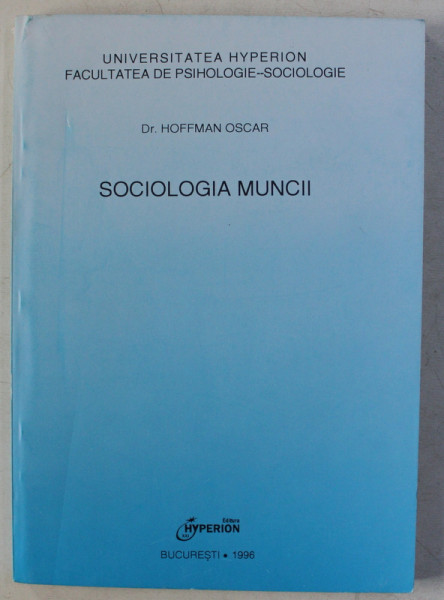 UNIVERSITATEA HYPERION
FACULTATEA DE PSIHOLOGIE--SOCIOLOGIE
Dr. HOFFMAN OSCAR
SOCIOLOGIA MUNCII
Editura
HYPERION
BUCUREŞTI • 1996